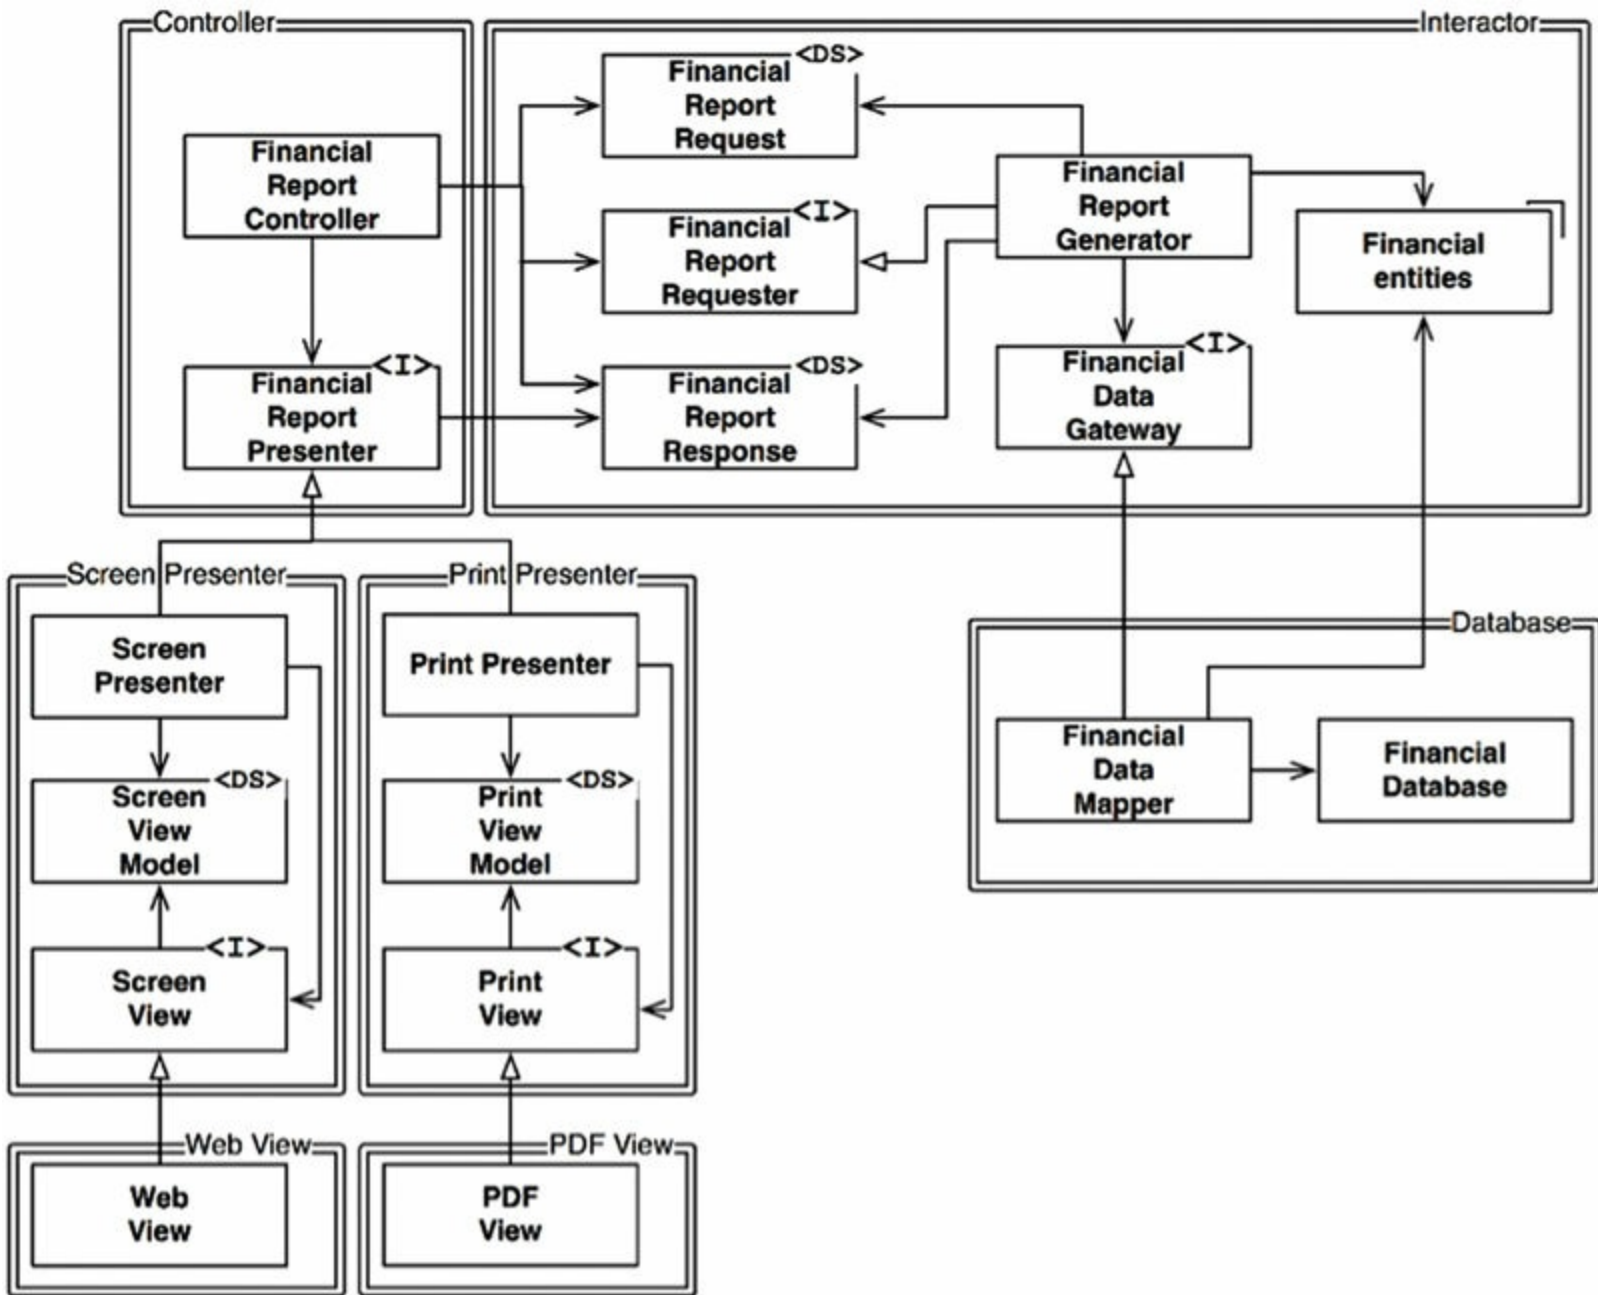 Controller
Interactor
<DS>
Financial
Report
Request
Financial
Report
Controller
Financial
Report
Generator
<I>
Financial
Report
Requester
Financial
entities
<I>
Financial
Report
Presenter
<DS>
Financial
Report
Response
<I>
Financial
Data
Gateway
Screen Presenter
Print Presenter
Database
Screen
Presenter
Print Presenter
Financial
Data
Mapper
Financial
Database
<DS>
Screen
View
Model
<DS>
Print
View
Model
<I>
Screen
View
<I>
Print
View
Web View
PDF View
Web
View
PDF
View